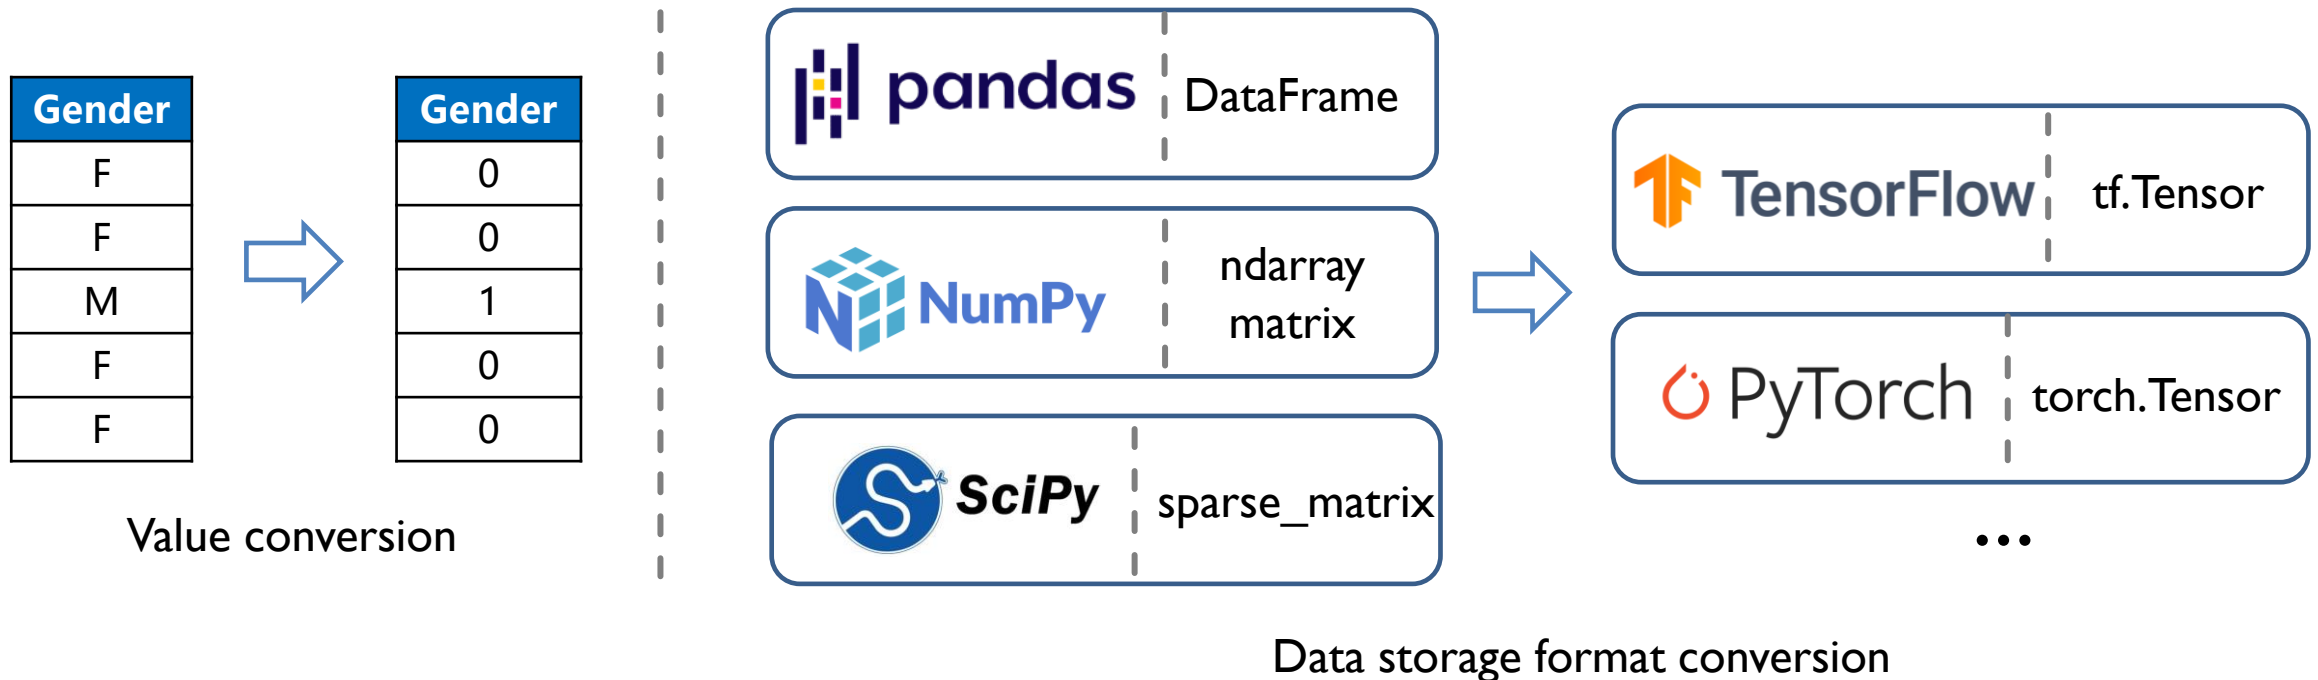 Gender
F
F
M
F
F
Gender
0
0
1
0
0
Value conversion
pandas
DataFrame
NumPy
ndarray
matrix
SciPy
sparse_matrix
TensorFlow
tf.Tensor
PyTorch
torch.Tensor
...
Data storage format conversion